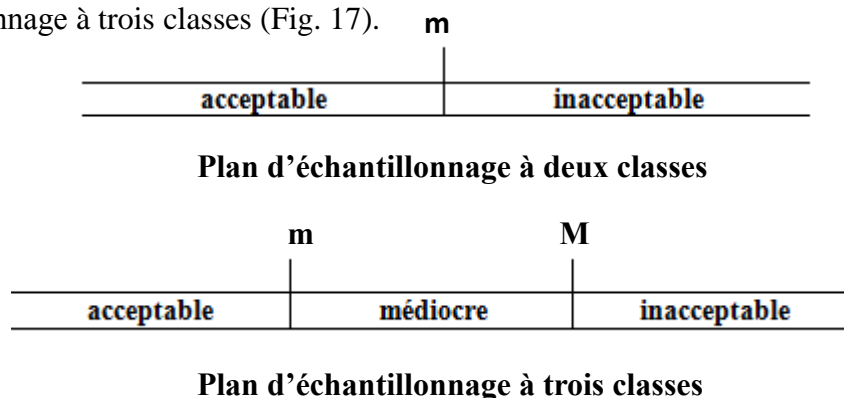 nnage à trois classes (Fig. 17).
m
acceptable inacceptable
Plan d’échantillonnage à deux classes
m M
acceptable médiocre inacceptable
Plan d’échantillonnage à trois classes